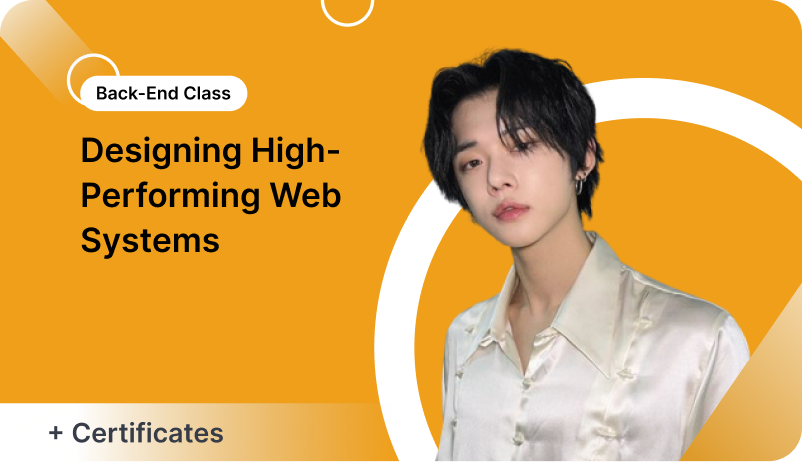 Back-End Class
Designing High-
Performing Web
Systems
+ Certificates